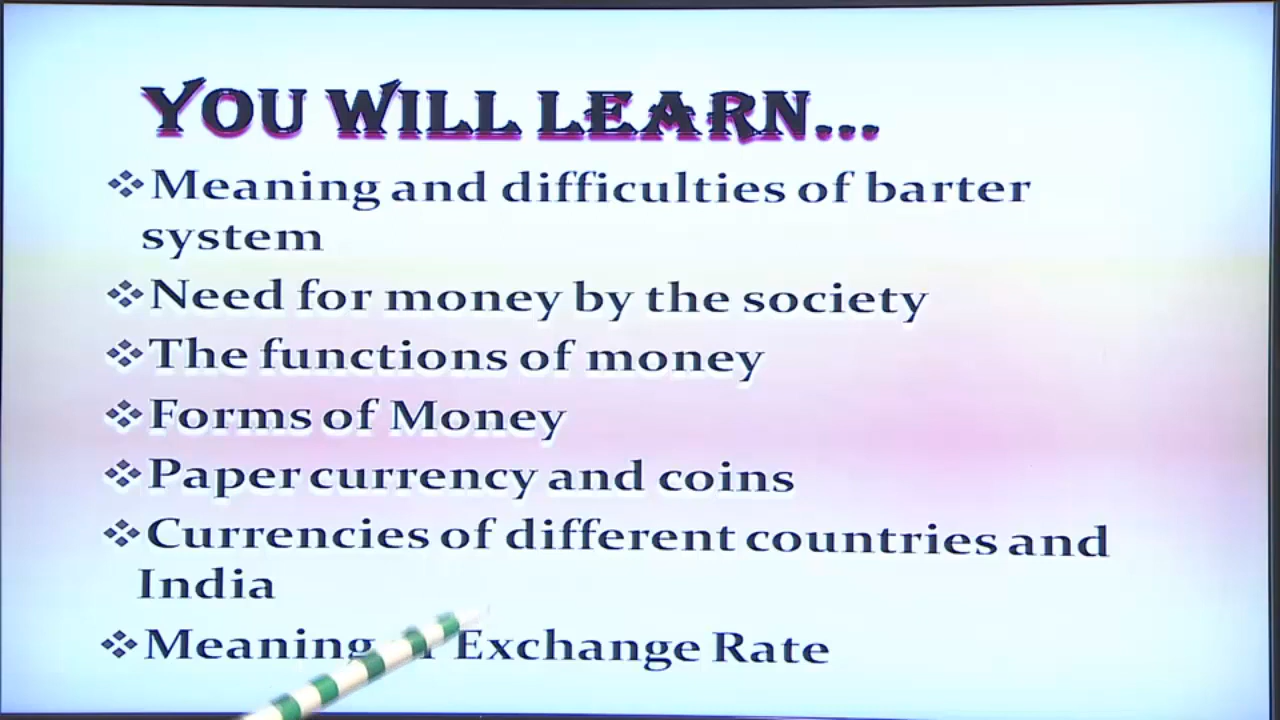 YOU WILL LEARN...
❖Meaning and difficulties of barter
system
❖Need for money by the society
❖The functions of money
❖Forms of Money
❖Paper currency and coins
❖Currencies of different countries and
India
❖Meaning Exchange Rate